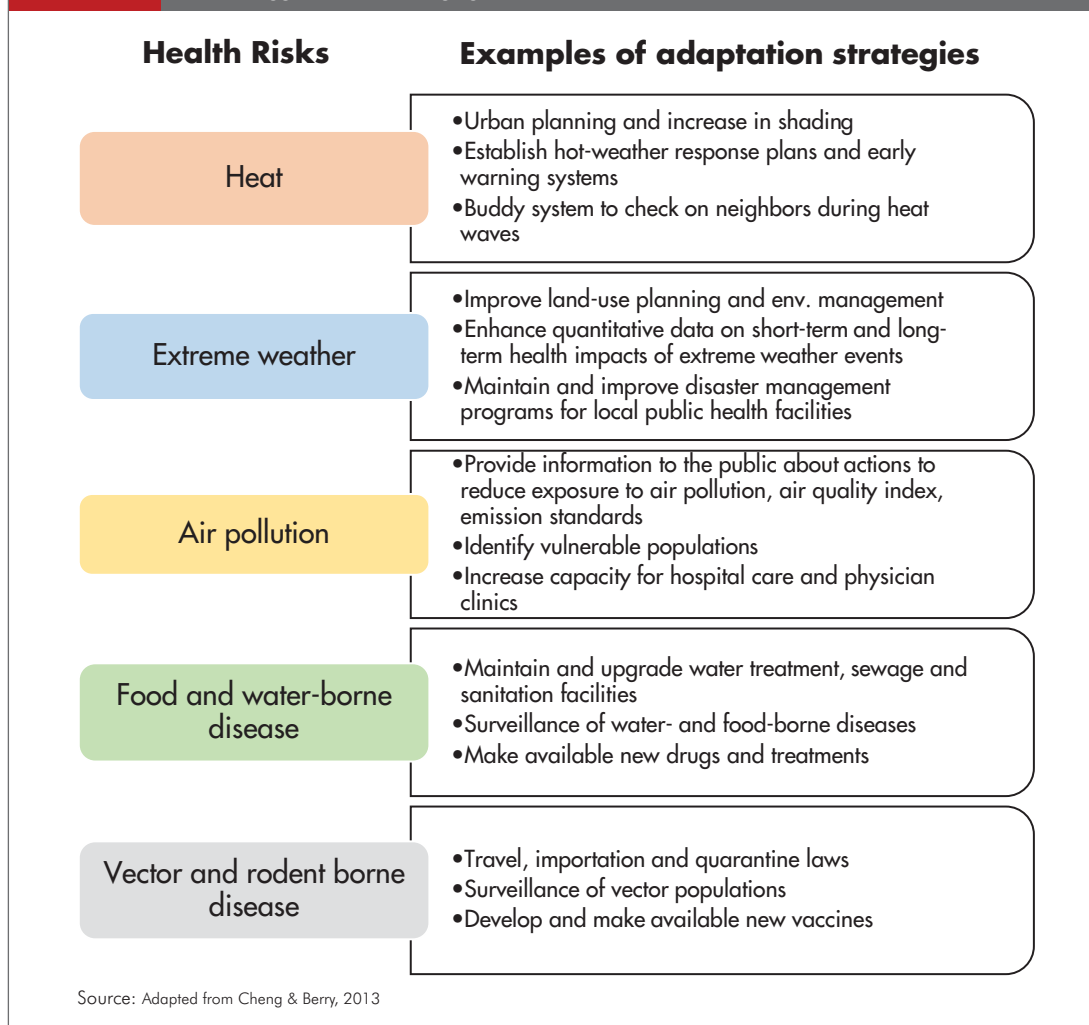 Health Risks
Examples of adaptation strategies
Heat
•Urban planning and increase in shading
•Establish hot-weather response plans and early
warning systems
•Buddy system to check on neighbors during heat
waves
Extreme weather
•Improve land-use planning and env. management
•Enhance quantitative data on short-term and long-
term health impacts of extreme weather events
•Maintain and improve disaster management
programs for local public health facilities
Air pollution
•Provide information to the public about actions to
reduce exposure to air pollution, air quality index,
emission standards
•Identify vulnerable populations
•Increase capacity for hospital care and physician
clinics
Food and water-borne
disease
•Maintain and upgrade water treatment, sewage and
sanitation facilities
•Surveillance of water- and food-borne diseases
•Make available new drugs and treatments
Vector and rodent borne
disease
•Travel, importation and quarantine laws
•Surveillance of vector populations
•Develop and make available new vaccines
Source: Adapted from Cheng & Berry, 2013